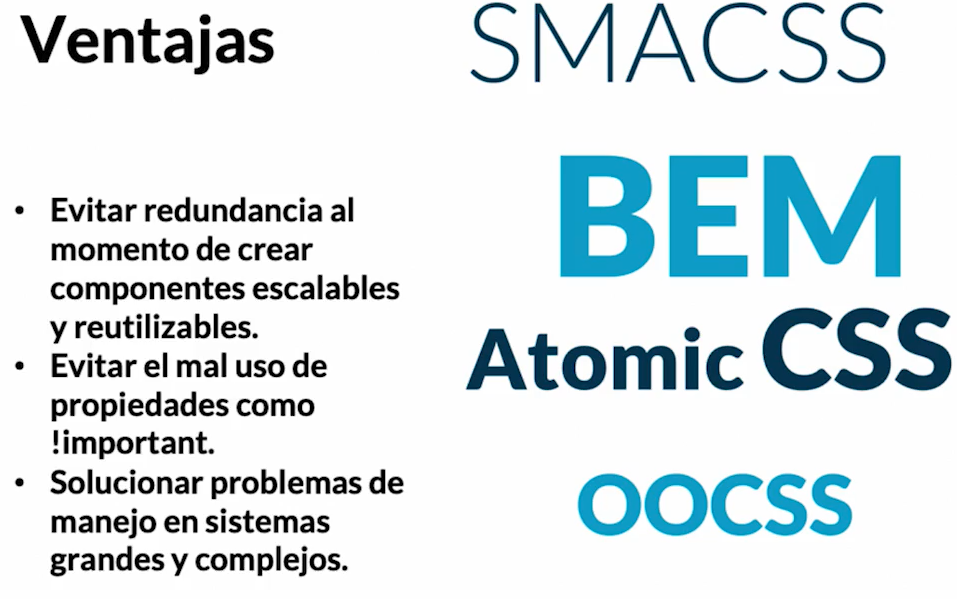 Ventajas
• Evitar redundancia al
momento de crear
componentes escalables
y reutilizables.
• Evitar el mal uso de
propiedades como
!important.
• Solucionar problemas de
manejo en sistemas
grandes y complejos.
SMACSS
BEM
Atomic CSS
OOCSS